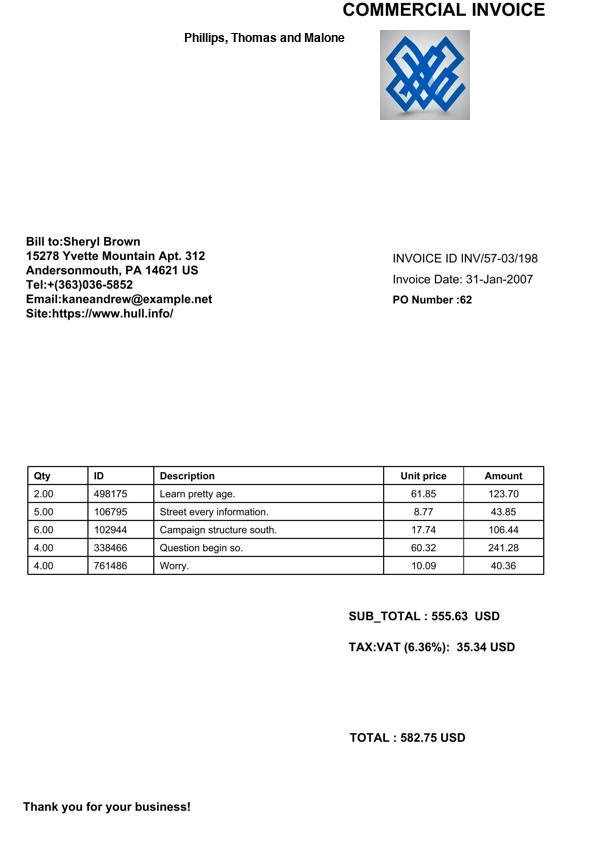 COMMERCIAL INVOICE
Phillips, Thomas and Malone
Bill to:Sheryl Brown
15278 Yvette Mountain Apt. 312
Andersonmouth, PA 14621 US
Tel:+(363)036-5852
Email:kaneandrew@example.net
Site:https://www.hull.info/
INVOICE ID INV/57-03/198
Invoice Date: 31-Jan-2007
PO Number :62
Qty ID Description Unit price Amount
2.00 498175 Learn pretty age. 61.85 123.70
5.00 106795 Street every information. 8.77 43.85
6.00 102944 Campaign structure south. 17.74 106.44
4.00 338466 Question begin so. 60.32 241.28
4.00 761486 Worry. 10.09 40.36
SUB_TOTAL : 555.63 USD
TAX:VAT (6.36%): 35.34 USD
TOTAL : 582.75 USD
Thank you for your business!